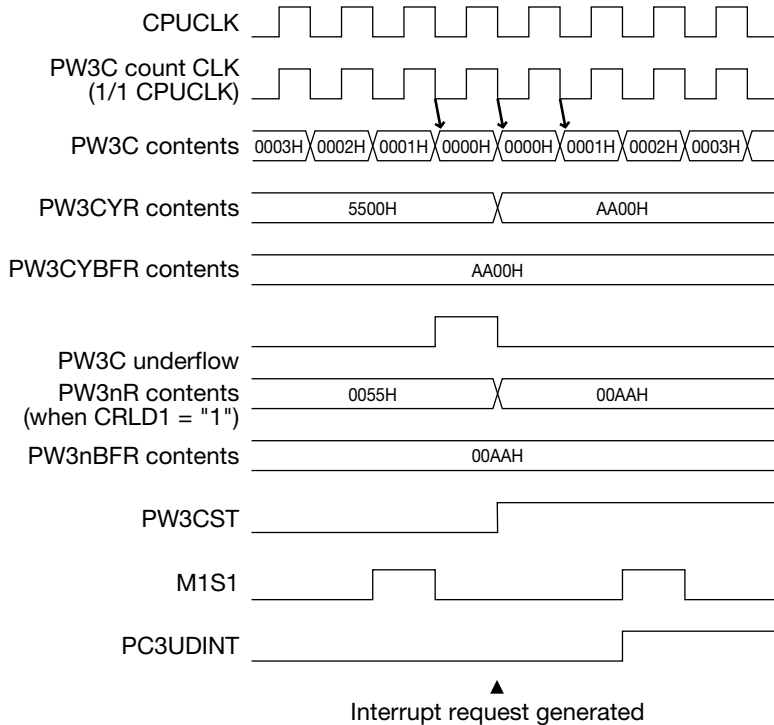 CPUCLK
PW3C count CLK
(1/1 CPUCLK)
PW3C contents 0003H 0002H 0001H 0000H 0000H 0001H 0002H 0003H
PW3CYR contents 5500H AA00H
PW3CYBFR contents AA00H
PW3C underflow
PW3nR contents 0055H 00AAH
(when CRLD1 = "1")
PW3nBFR contents 00AAH
PW3CST
M1S1
PC3UDINT
Interrupt request generated